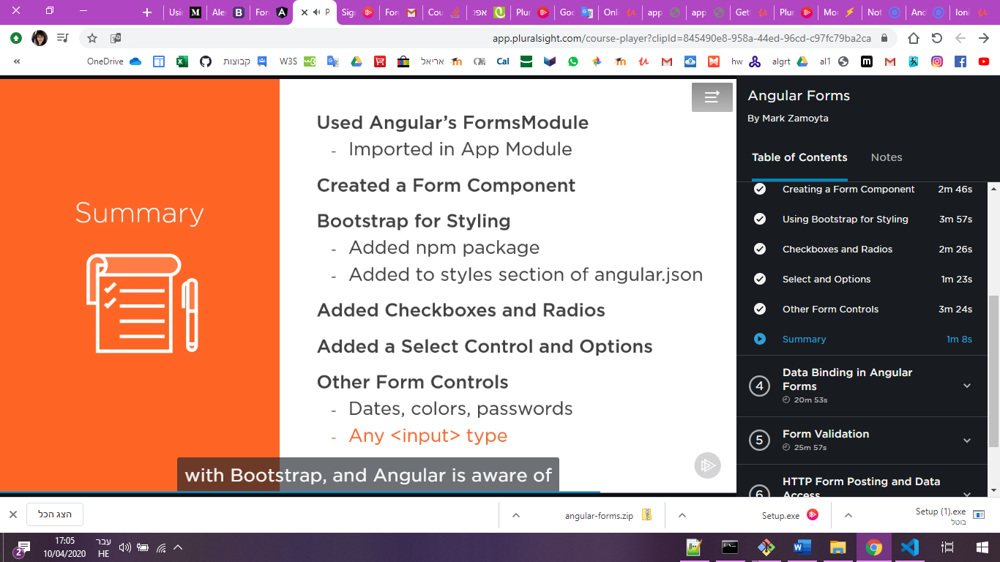 Usin
Ale
For
P
Sig
For
Cou
אפל
Plur
Goc
Onli
app
app
Get
Plur
Mo
Not
And
Ioni
app.pluralsight.com/course-player?clipId=845490e8-958a-44ed-96cd-c97fc79ba2ca
OneDrive
קבוצות
W3S
אריאל
Cal
hw
algrt
al1
Summary
Used Angular’s FormsModule
- Imported in App Module
Created a Form Component
Bootstrap for Styling
- Added npm package
- Added to styles section of angular.json
Added Checkboxes and Radios
Added a Select Control and Options
Other Form Controls
- Dates, colors, passwords
- Any <input> type
with Bootstrap, and Angular is aware of
Angular Forms
By Mark Zamoyta
Table of Contents
Notes
Creating a Form Component 2m 46s
Using Bootstrap for Styling 3m 57s
Checkboxes and Radios 2m 26s
Select and Options 1m 23s
Other Form Controls 3m 24s
Summary 1m 8s
4
Data Binding in Angular
Forms
20m 53s
5
Form Validation
25m 57s
6
HTTP Form Posting and Data
Access
הצג הכל
angular-forms.zip
Setup.exe
Setup (1).exe
בוטל
2
17:05
10/04/2020
עבר
HE